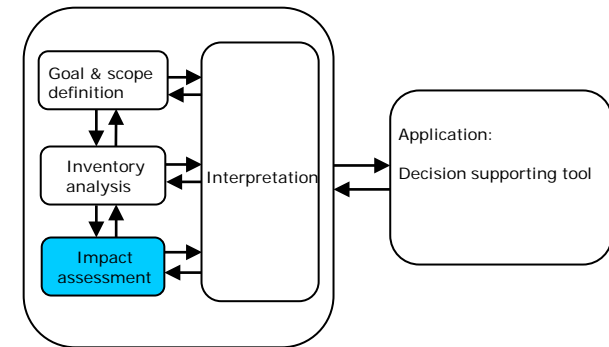 Goal & scope
definition
Inventory
analysis
Impact
assessment
Interpretation
Application:
Decision supporting tool